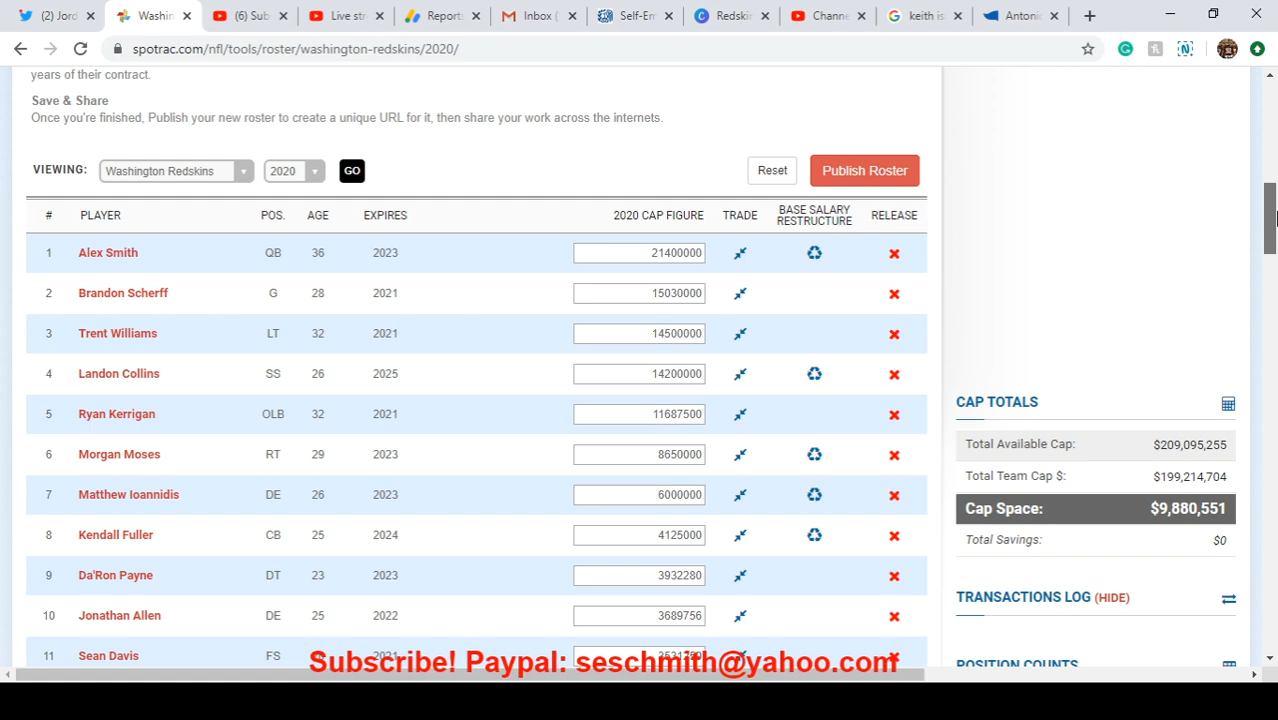 (2) Jord
Washin
(6) Sub
Live st
Reports
Inbox (
Self-Em
Redski
Channe
keith is
Antonio
spotrac.com/nfl/tools/roster/washington-redskins/2020/
years of their contract.
Save & Share
Once you're finished, Publish your new roster to create a unique URL for it, then share your work across the internets.
VIEWING: Washington Redskins 2020 GO Reset Publish Roster
# PLAYER POS. AGE EXPIRES 2020 CAP FIGURE TRADE BASE SALARY RESTRUCTURE RELEASE
1 Alex Smith QB 36 2023 21400000
2 Brandon Scherff G 28 2021 15030000
3 Trent Williams LT 32 2021 14500000
4 Landon Collins SS 26 2025 14200000
5 Ryan Kerrigan OLB 32 2021 11687500
6 Morgan Moses RT 29 2023 8650000
7 Matthew Ioannidis DE 26 2023 6000000
8 Kendall Fuller CB 25 2024 4125000
9 Da'Ron Payne DT 23 2023 3932280
10 Jonathan Allen DE 25 2022 3689756
11 Sean Davis FS
CAP TOTALS
Total Available Cap: $209,095,255
Total Team Cap $: $199,214,704
Cap Space: $9,880,551
Total Savings: $0
TRANSACTIONS LOG (HIDE)
POSITION COUNTS
Subscribe! Paypal: seschmith@yahoo.com